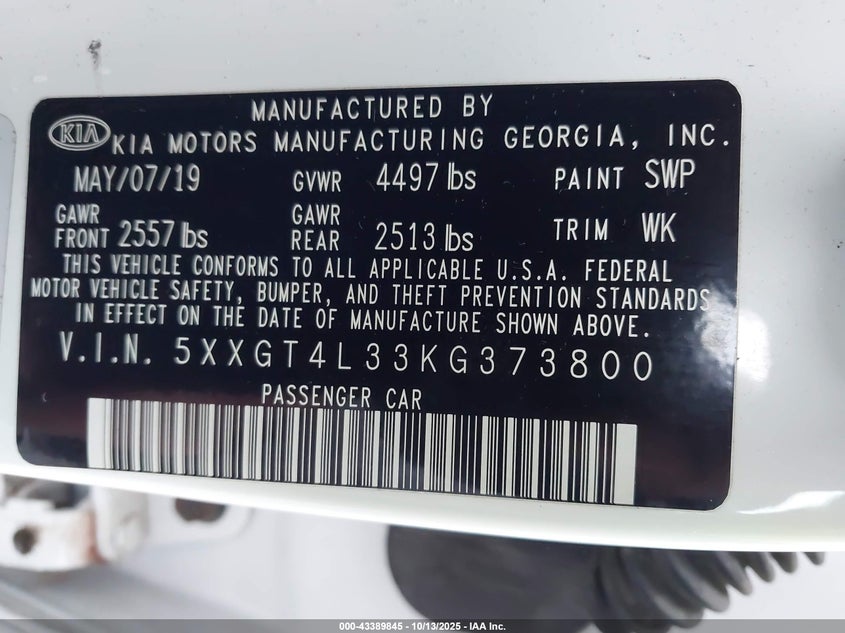 MANUFACTURED BY
KIA KIA MOTORS MANUFACTURING GEORGIA, INC.
MAY/07/19 GVWR 4497 lbs PAINT SWP
GAWR FRONT 2557 lbs GAWR REAR 2513 lbs TRIM WK
THIS VEHICLE CONFORMS TO ALL APPLICABLE U.S.A. FEDERAL
MOTOR VEHICLE SAFETY, BUMPER, AND THEFT PREVENTION STANDARDS
IN EFFECT ON THE DATE OF MANUFACTURE SHOWN ABOVE.
V.I.N. 5XXGT4L33KG373800
PASSENGER CAR
000-43389845 - 10/13/2025 - IAA Inc.